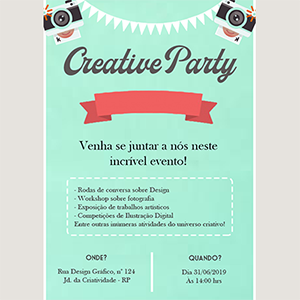 Creative Party
Venha se juntar a nós neste
incrível evento!
- Rodas de conversa sobre Design
- Workshop sobre fotografia
- Exposição de trabalhos artísticos
- Competições de Ilustração Digital
Entre outras inúmeras atividades do universo criativo!
ONDE?
Rua Design Gráfico, nº 124
Jd. da Criatividade - RP
QUANDO?
Dia 31/06/2019
Às 14:00 hrs